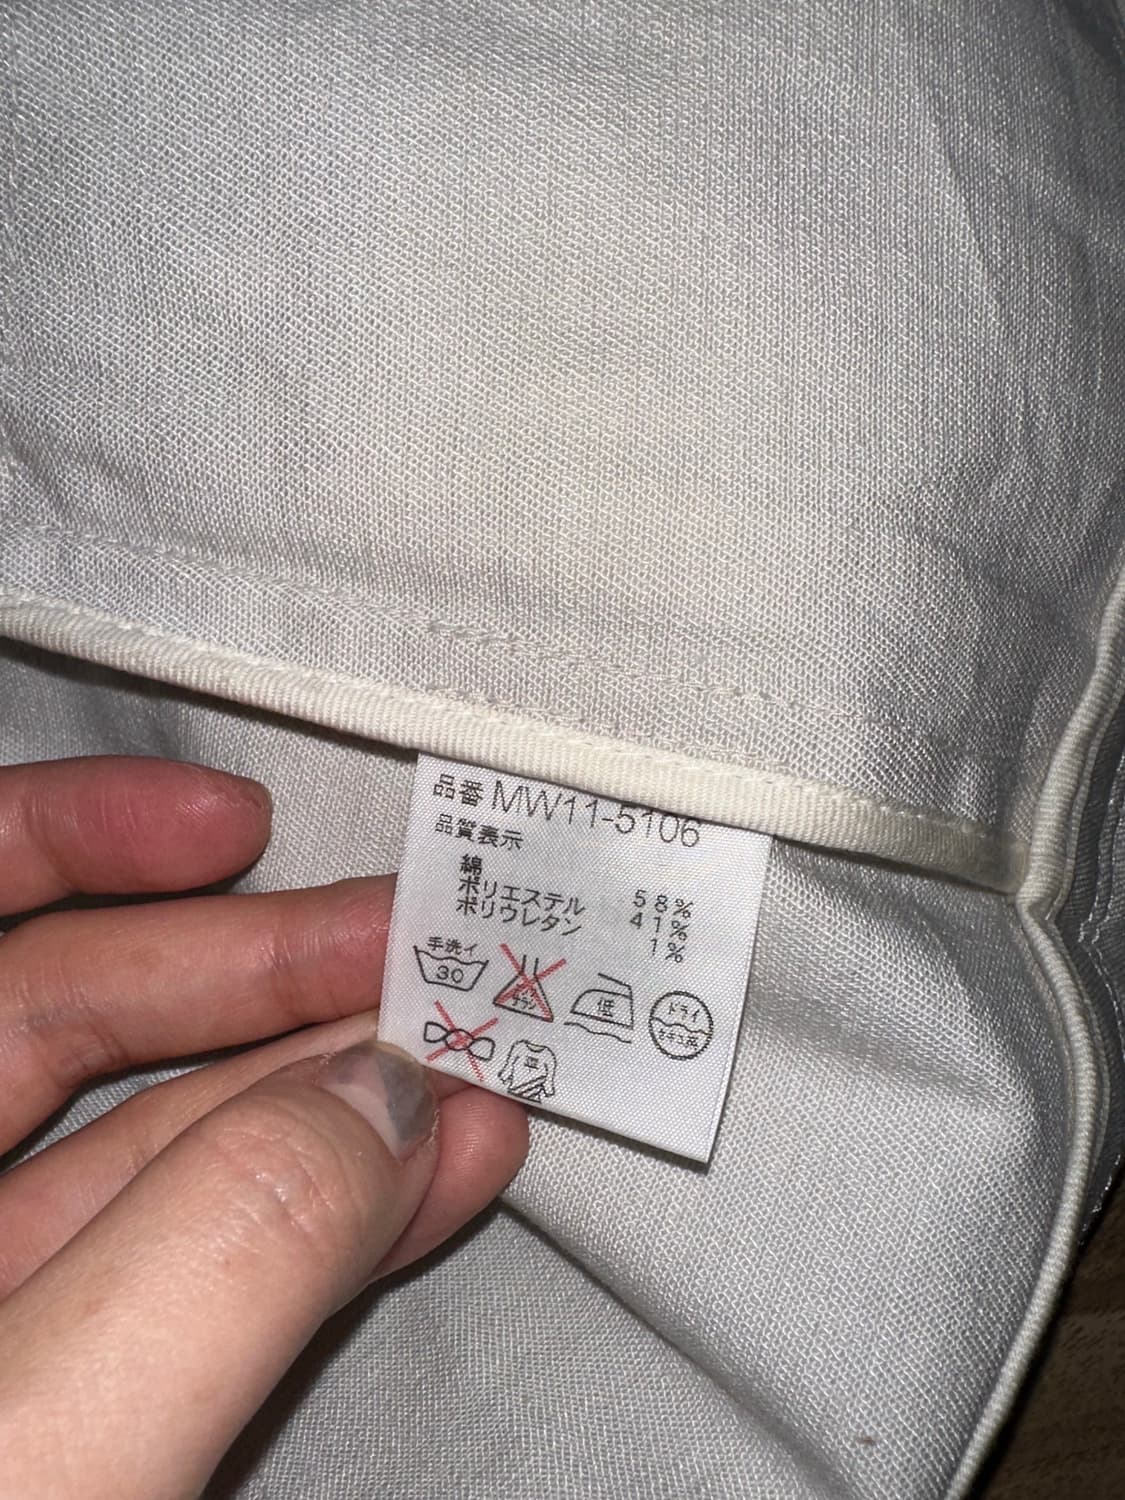 品番 MW11-5106
品質表示
綿 58%
ポリエステル 41%
ポリウレタン 1%
手洗イ
30
低
ドライ
平